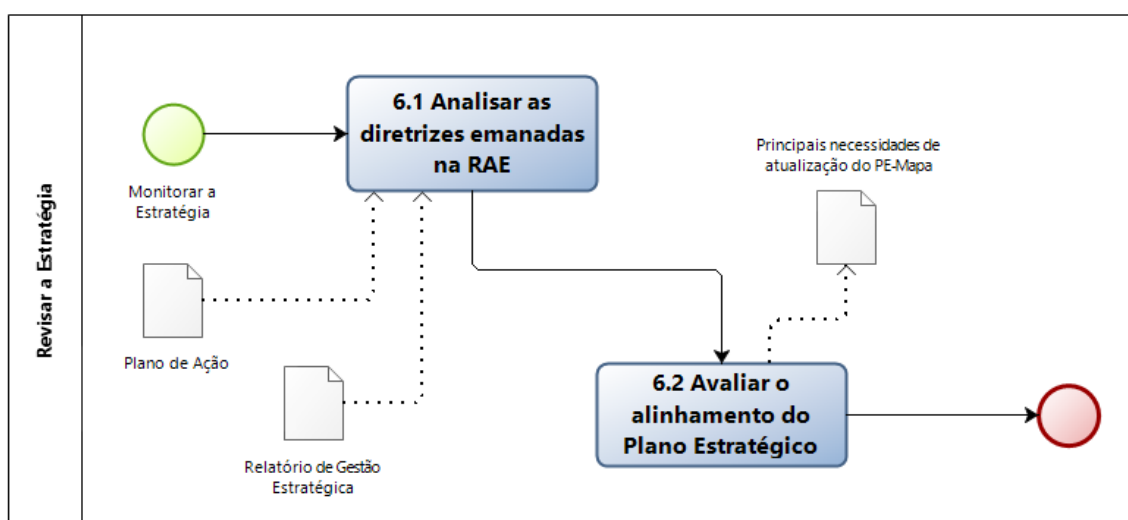 Revisar a Estratégia
6.1 Analisar as
diretrizes emanadas
na RAE
Principais necessidades de
atualização do PE-Mapa
Monitorar a
Estratégia
Plano de Ação
6.2 Avaliar o
alinhamento do
Plano Estratégico
Relatório de Gestão
Estratégica